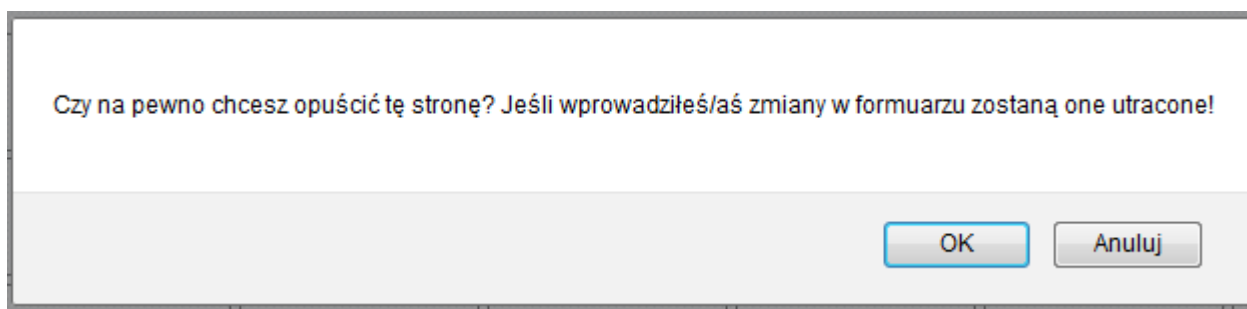 Czy na pewno chcesz opuścić tę stronę? Jeśli wprowadziłeś/aś zmiany w formuarzu zostaną one utracone!
OK Anuluj